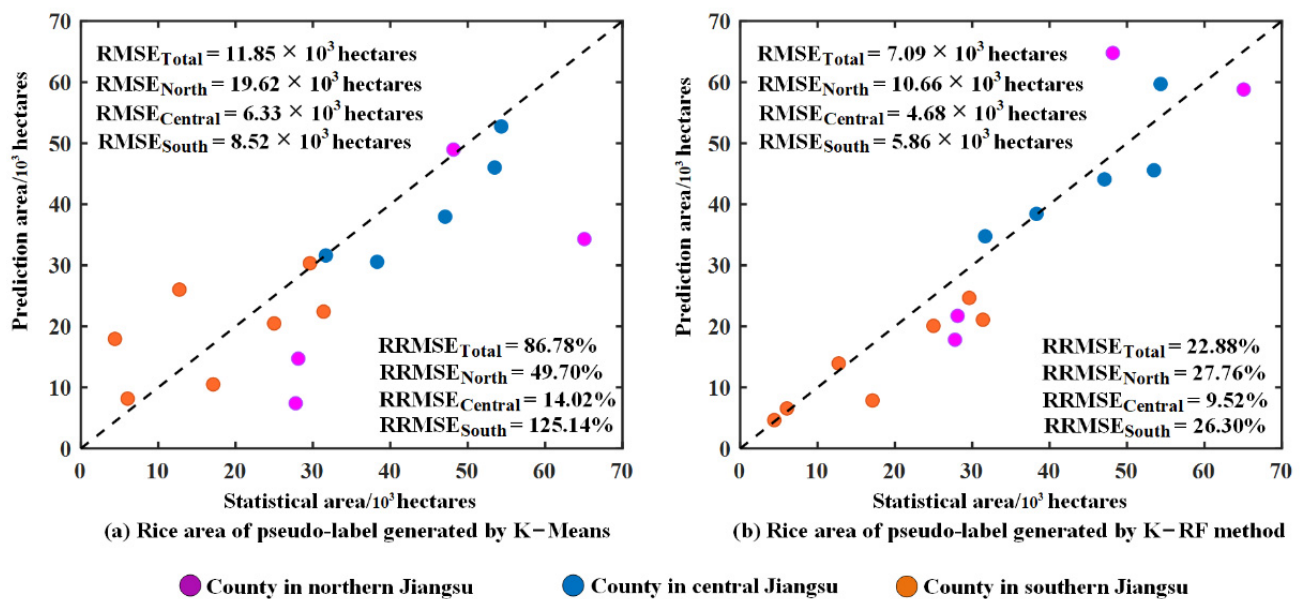 RMSE_Total = 11.85 × 10³ hectares
RMSE_North = 19.62 × 10³ hectares
RMSE_Central = 6.33 × 10³ hectares
RMSE_South = 8.52 × 10³ hectares
RRMSE_Total = 86.78%
RRMSE_North = 49.70%
RRMSE_Central = 14.02%
RRMSE_South = 125.14%
Prediction area/10³ hectares
70
60
50
40
30
20
10
0
0 10 20 30 40 50 60 70
Statistical area/10³ hectares
(a) Rice area of pseudo-label generated by K−Means
RMSE_Total = 7.09 × 10³ hectares
RMSE_North = 10.66 × 10³ hectares
RMSE_Central = 4.68 × 10³ hectares
RMSE_South = 5.86 × 10³ hectares
RRMSE_Total = 22.88%
RRMSE_North = 27.76%
RRMSE_Central = 9.52%
RRMSE_South = 26.30%
Prediction area/10³ hectares
70
60
50
40
30
20
10
0
0 10 20 30 40 50 60 70
Statistical area/10³ hectares
(b) Rice area of pseudo-label generated by K−RF method
County in northern Jiangsu
County in central Jiangsu
County in southern Jiangsu